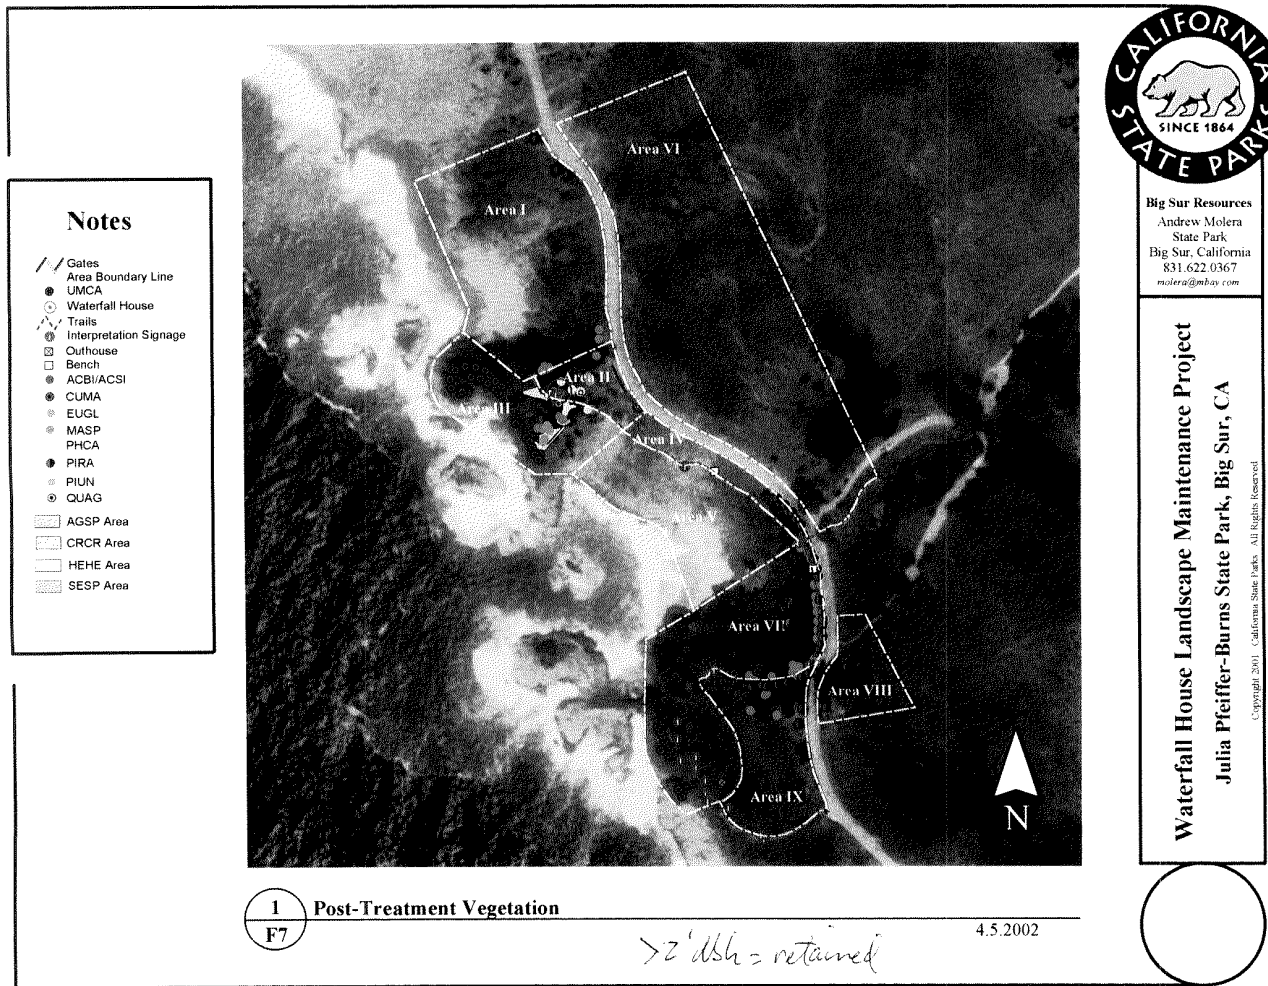 CALIFORNIA
STATE PARKS
SINCE 1864
Big Sur Resources
Andrew Molera
State Park
Big Sur, California
831.622.0367
molera@mbay.com
Waterfall House Landscape Maintenance Project
Julia Pfeiffer-Burns State Park, Big Sur, CA
Copyright 2001 California State Parks All Rights Reserved
Notes
Gates
Area Boundary Line
UMCA
Waterfall House
Trails
Interpretation Signage
Outhouse
Bench
ACBI/ACSI
CUMA
EUGL
MASP
PHCA
PIRA
PIUN
QUAG
AGSP Area
CRCR Area
HEHE Area
SESP Area
Area VI
Area I
Area II
Area III
Area IV
Area VII
Area VIII
Area IX
N
1
F7
Post-Treatment Vegetation
4.5.2002
>2' dsh = retained